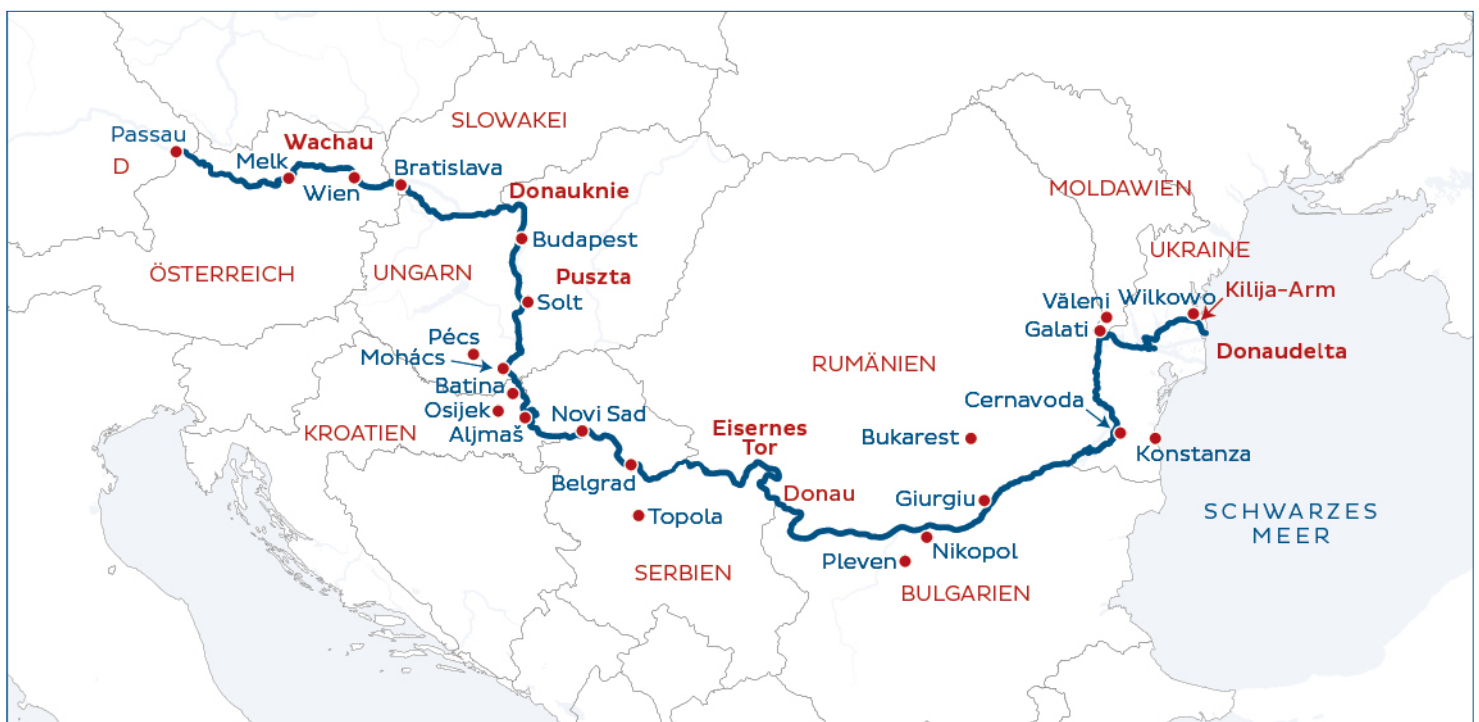 SLOWAKEI
Passau
D
Wachau
Melk
Wien
Bratislava
Donauknie
MOLDAWIEN
Budapest
UKRAINE
ÖSTERREICH
UNGARN
Puszta
Solt
Văleni
Wilkowo
Kilija-Arm
Galati
Donaudelta
Pécs
Mohács
RUMÄNIEN
Batina
Osijek
Aljmaš
KROATIEN
Novi Sad
Cernavoda
Eisernes
Tor
Bukarest
Konstanza
Belgrad
Donau
Giurgiu
SCHWARZES
MEER
Topola
Nikopol
Pleven
SERBIEN
BULGARIEN